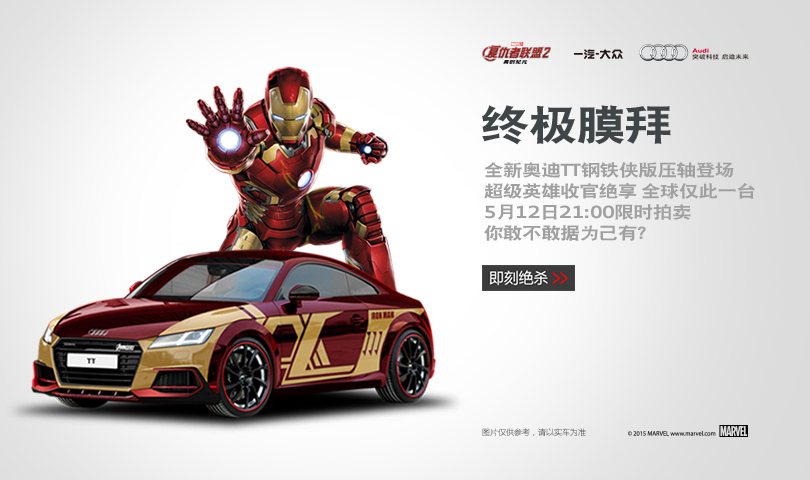 MARVEL
复仇者联盟2
奥创纪元
一汽-大众
Audi
突破科技 启迪未来
终极膜拜
全新奥迪TT钢铁侠版压轴登场
超级英雄收官绝享 全球仅此一台
5月12日21:00限时拍卖
你敢不敢据为己有?
即刻绝杀 >>
IRON MAN
TT
图片仅供参考，请以实车为准
© 2015 MARVEL www.marvel.com MARVEL